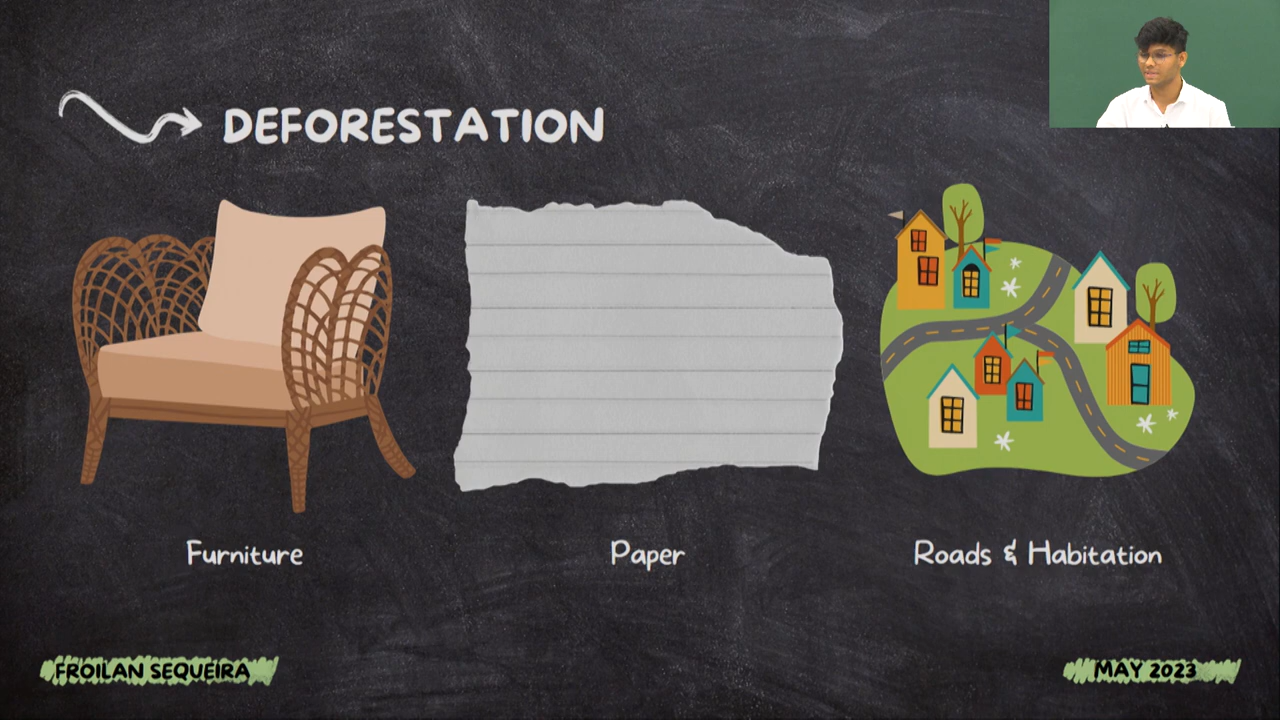 DEFORESTATION
Furniture
Paper
Roads & Habitation
FROILAN SEQUEIRA
MAY 2023